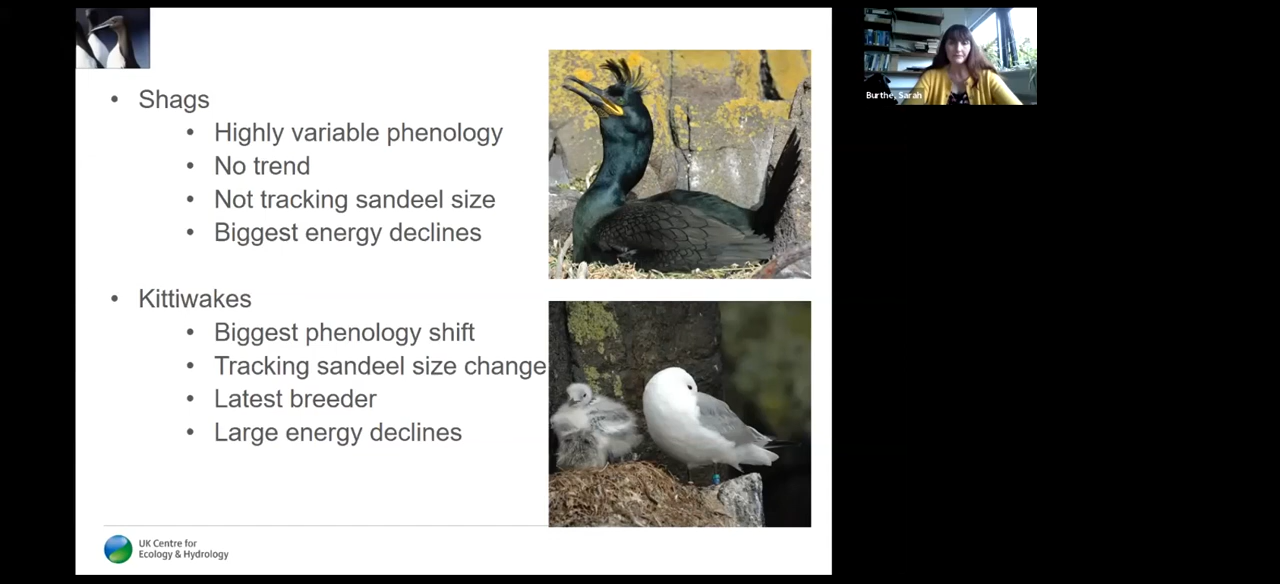 • Shags
• Highly variable phenology
• No trend
• Not tracking sandeel size
• Biggest energy declines
• Kittiwakes
• Biggest phenology shift
• Tracking sandeel size change
• Latest breeder
• Large energy declines
UK Centre for
Ecology & Hydrology
Burthe, Sarah